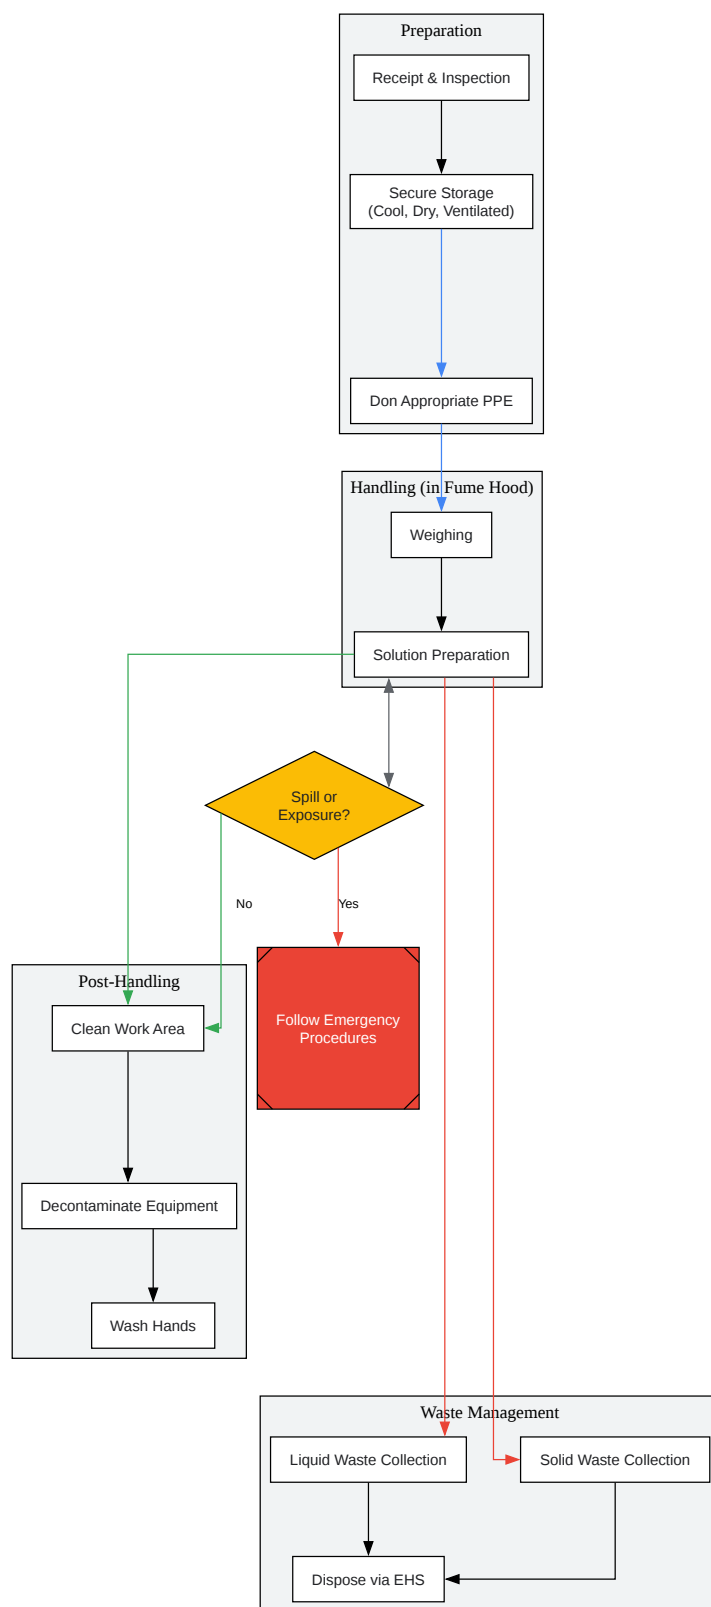 Preparation
Receipt & Inspection
Secure Storage
(Cool, Dry, Ventilated)
Don Appropriate PPE
Handling (in Fume Hood)
Weighing
Solution Preparation
Spill or
Exposure?
No
Yes
Post-Handling
Clean Work Area
Follow Emergency
Procedures
Decontaminate Equipment
Wash Hands
Waste Management
Liquid Waste Collection
Solid Waste Collection
Dispose via EHS